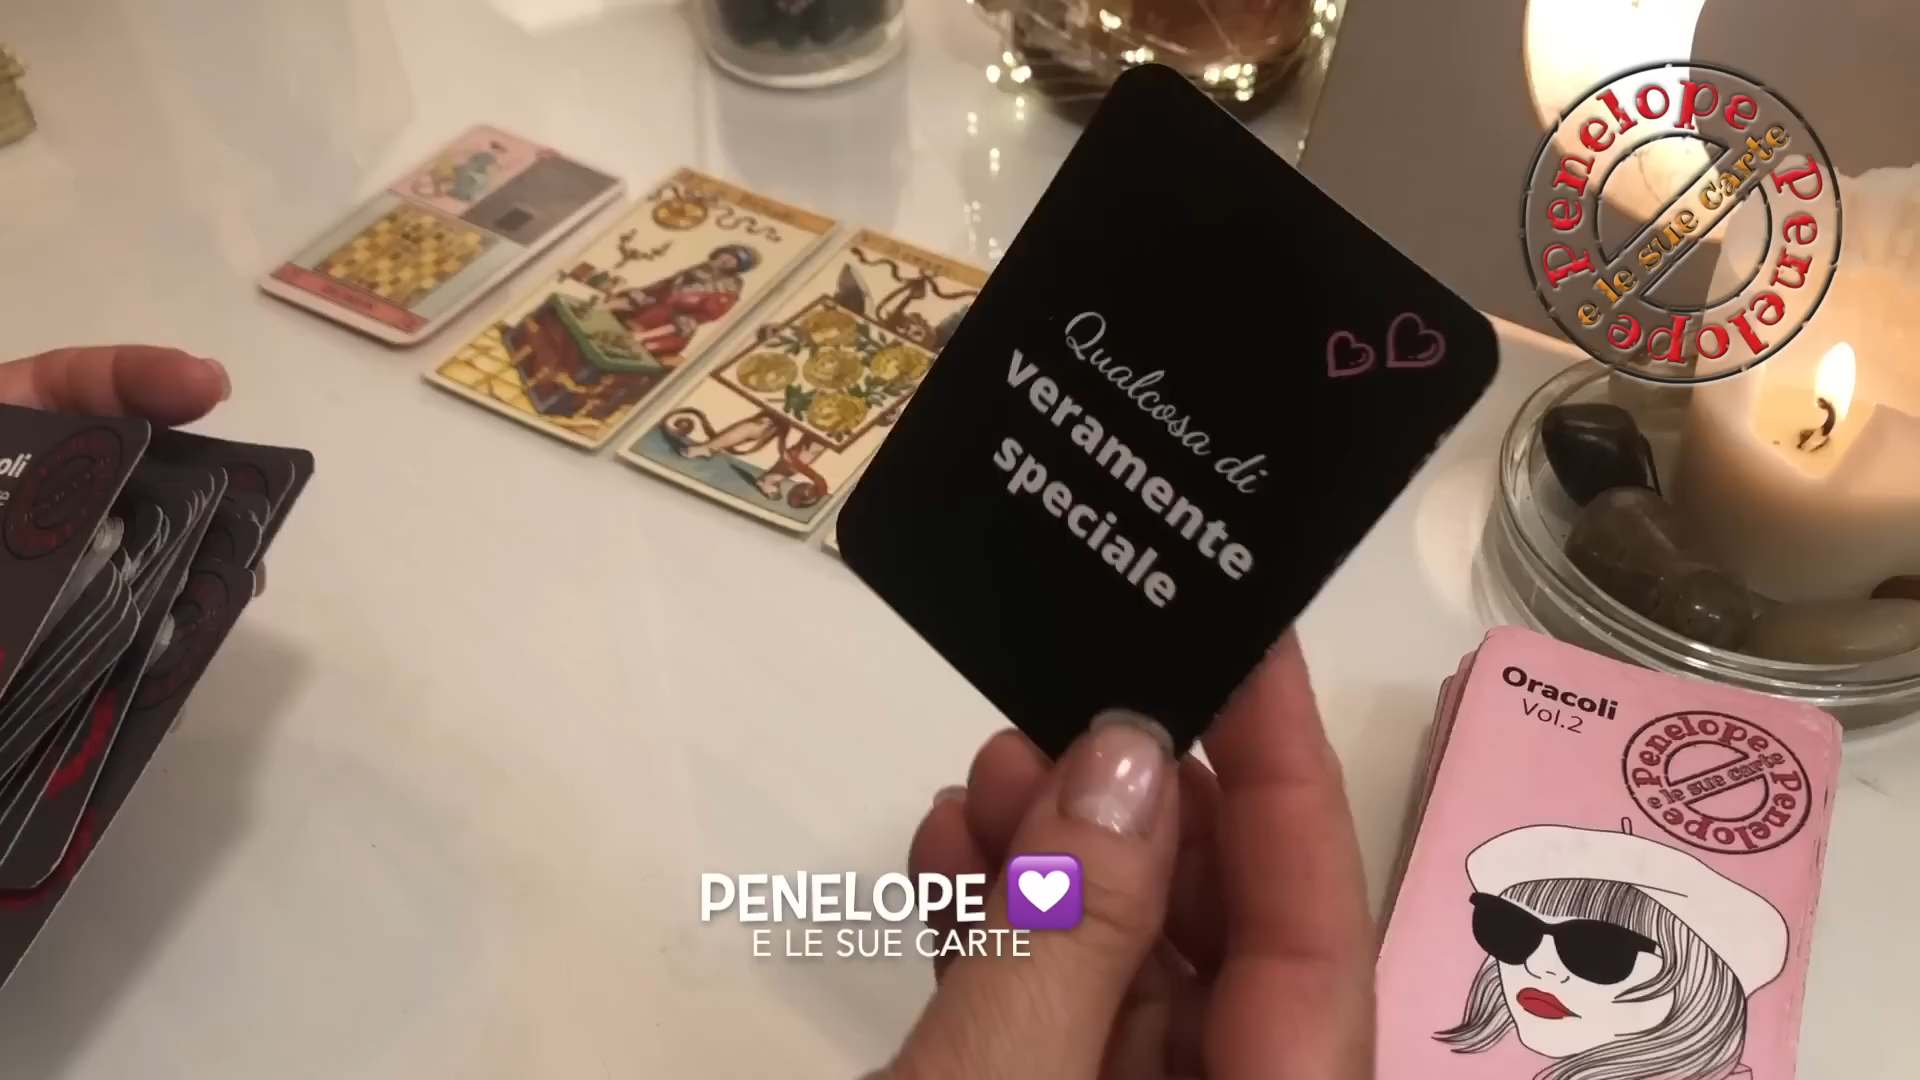 Penelope Penelope
e le sue carte
Qualcosa di
veramente
speciale
oli
Oracoli
Vol.2
Penelope Penelope
e le sue carte
PENELOPE 💜
E LE SUE CARTE